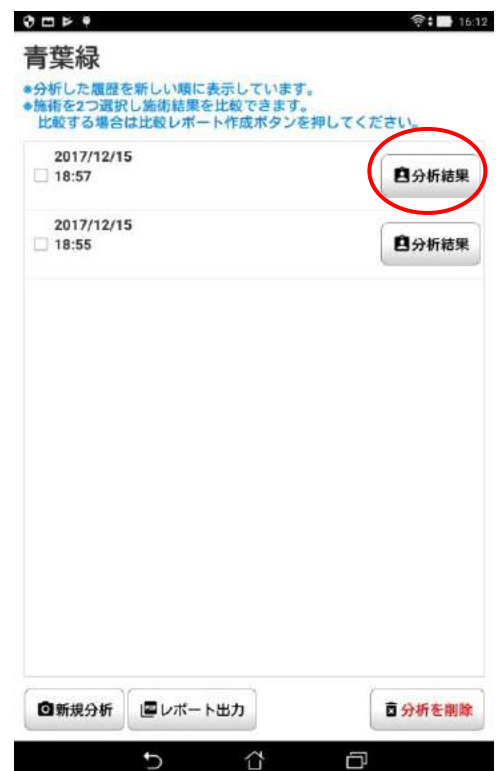 16:12
青葉緑
●分析した履歴を新しい順に表示しています。
●施術を2つ選択し施術結果を比較できます。
比較する場合は比較レポート作成ボタンを押してください。
2017/12/15
18:57
分析結果
2017/12/15
18:55
分析結果
新規分析
レポート出力
分析を削除